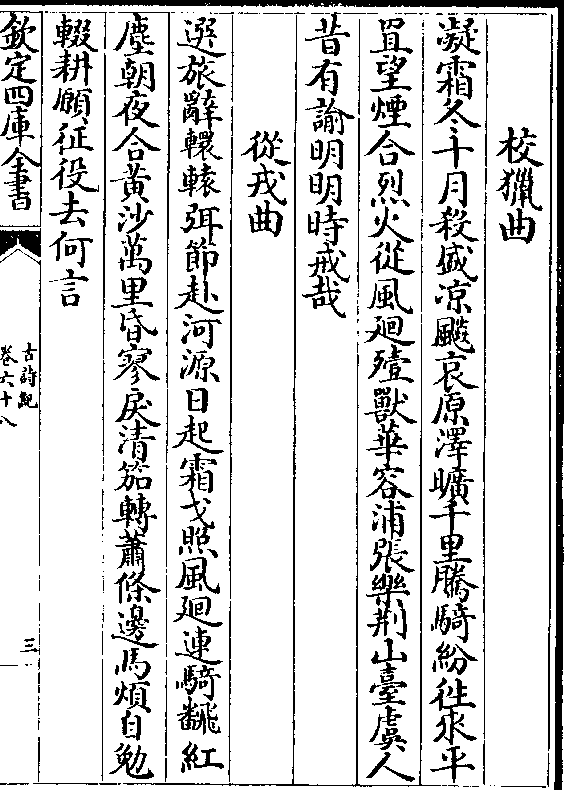 校獵曲
凝霜冬十月殺盛凉飈哀原澤曠千里騰騎紛往來平
罝望煙合烈火從風廻殪獸華容浦張樂荆山臺虞人
昔有諭明明時戒哉
從戎曲
選旅辭轘轅弭節赴河源日起霜戈照風廻連騎翻紅
塵朝夜合黄沙萬里昏寥戾清笳轉蕭條邊馬煩自勉
輟耕願征役去何言
欽定四庫全書
古詩紀
卷六十八
三